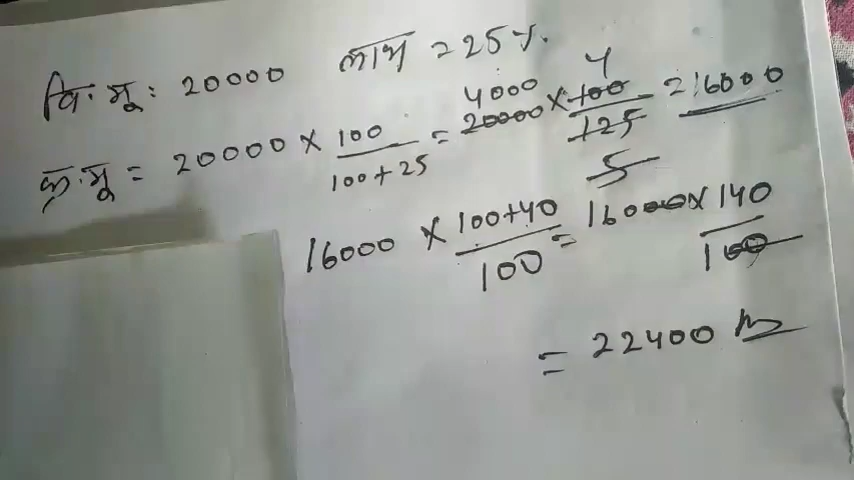 वि. मू: 20000 लाभ = 25%.
क्र. मू = 20000 × 100/100+25 = 20000 × 100/125 = 16000
4000 4
5
16000 × 100+40/100 = 16000 × 140/100
= 22400 Rs